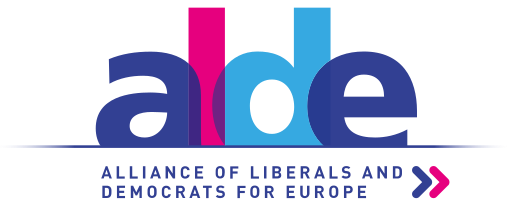 alde
ALLIANCE OF LIBERALS AND
DEMOCRATS FOR EUROPE